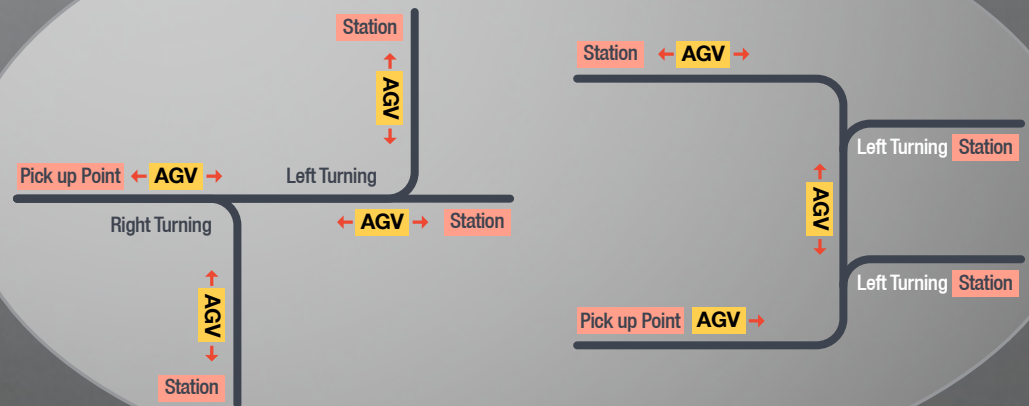 Station
AGV
Pick up Point AGV
Left Turning
Right Turning
AGV Station
AGV
Station
Station AGV
Left Turning Station
AGV
Left Turning Station
Pick up Point AGV